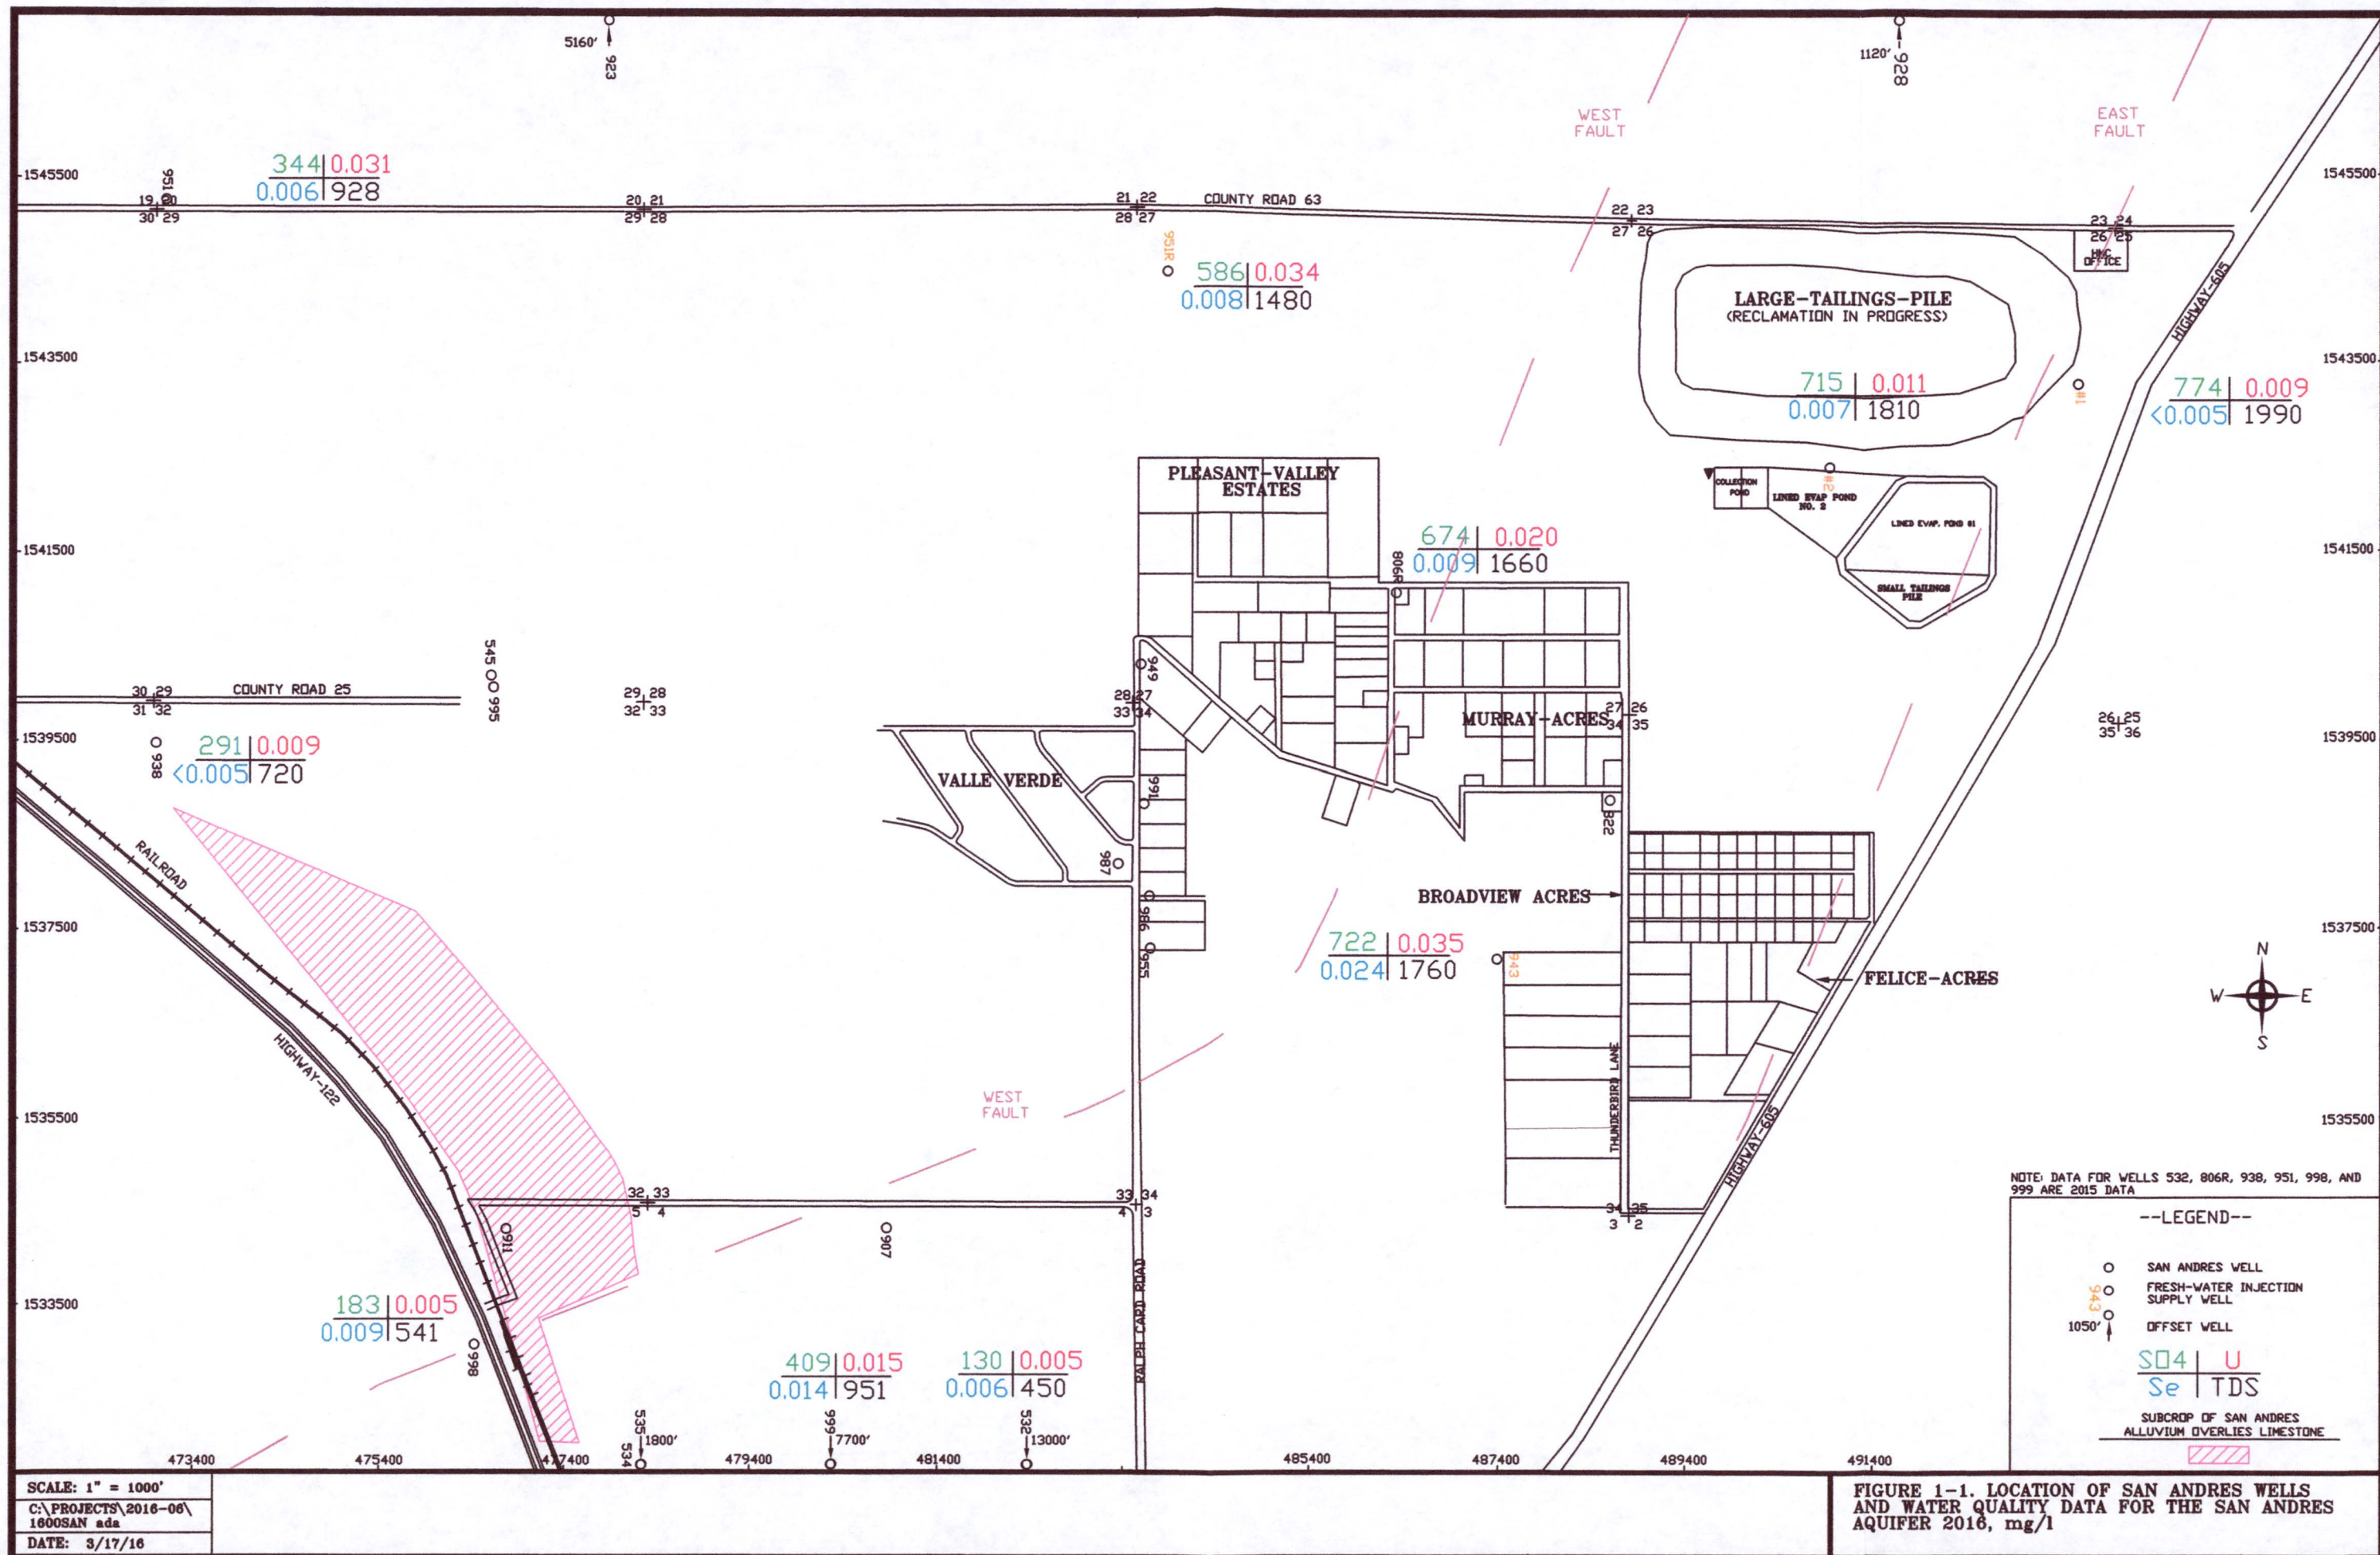 5160'
923
1120'
928
WEST
FAULT
EAST
FAULT
344 0.031
0.006 928
1545500
1545500
951
19 20
30 29
20 21
29 28
21 22
28 27
COUNTY ROAD 63
22 23
27 26
23 24
26 25
HMC
OFFICE
951R
586 0.034
0.008 1480
LARGE-TAILINGS-PILE
(RECLAMATION IN PROGRESS)
HIGHWAY-605
1543500
1543500
715 0.011
0.007 1810
#1
774 0.009
<0.005 1990
PLEASANT-VALLEY
ESTATES
#2
COLLECTION
POND
LINED EVAP POND
NO. 2
LINED EVAP. POND #1
SMALL TAILINGS
PILE
1541500
1541500
674 0.020
0.009 1660
806R
545
995
949
30 29
31 32
COUNTY ROAD 25
29 28
32 33
28 27
33 34
27 26
34 35
26 25
35 36
MURRAY-ACRES
1539500
1539500
938
291 0.009
<0.005 720
VALLE VERDE
991
822
987
RAILROAD
BROADVIEW ACRES
986
1537500
1537500
722 0.035
0.024 1760
955
943
FELICE-ACRES
N
W E
S
HIGHWAY-122
WEST
FAULT
THUNDERBIRD LANE
1535500
1535500
HIGHWAY-605
32 33
5 4
33 34
4 3
34 35
3 2
911
907
RALPH CARD ROAD
1533500
183 0.005
0.009 541
998
409 0.015
0.014 951
130 0.005
0.006 450
535
534
1800'
999
7700'
532
13000'
473400
475400
477400
479400
481400
485400
487400
489400
491400
NOTE: DATA FOR WELLS 532, 806R, 938, 951, 998, AND
999 ARE 2015 DATA
--LEGEND--
SAN ANDRES WELL
943
FRESH-WATER INJECTION
SUPPLY WELL
1050'
OFFSET WELL
SO4 U
Se TDS
SUBCROP OF SAN ANDRES
ALLUVIUM OVERLIES LIMESTONE
SCALE: 1" = 1000'
C:\PROJECTS\2016-06\
1600SAN ada
DATE: 3/17/16
FIGURE 1-1. LOCATION OF SAN ANDRES WELLS
AND WATER QUALITY DATA FOR THE SAN ANDRES
AQUIFER 2016, mg/l